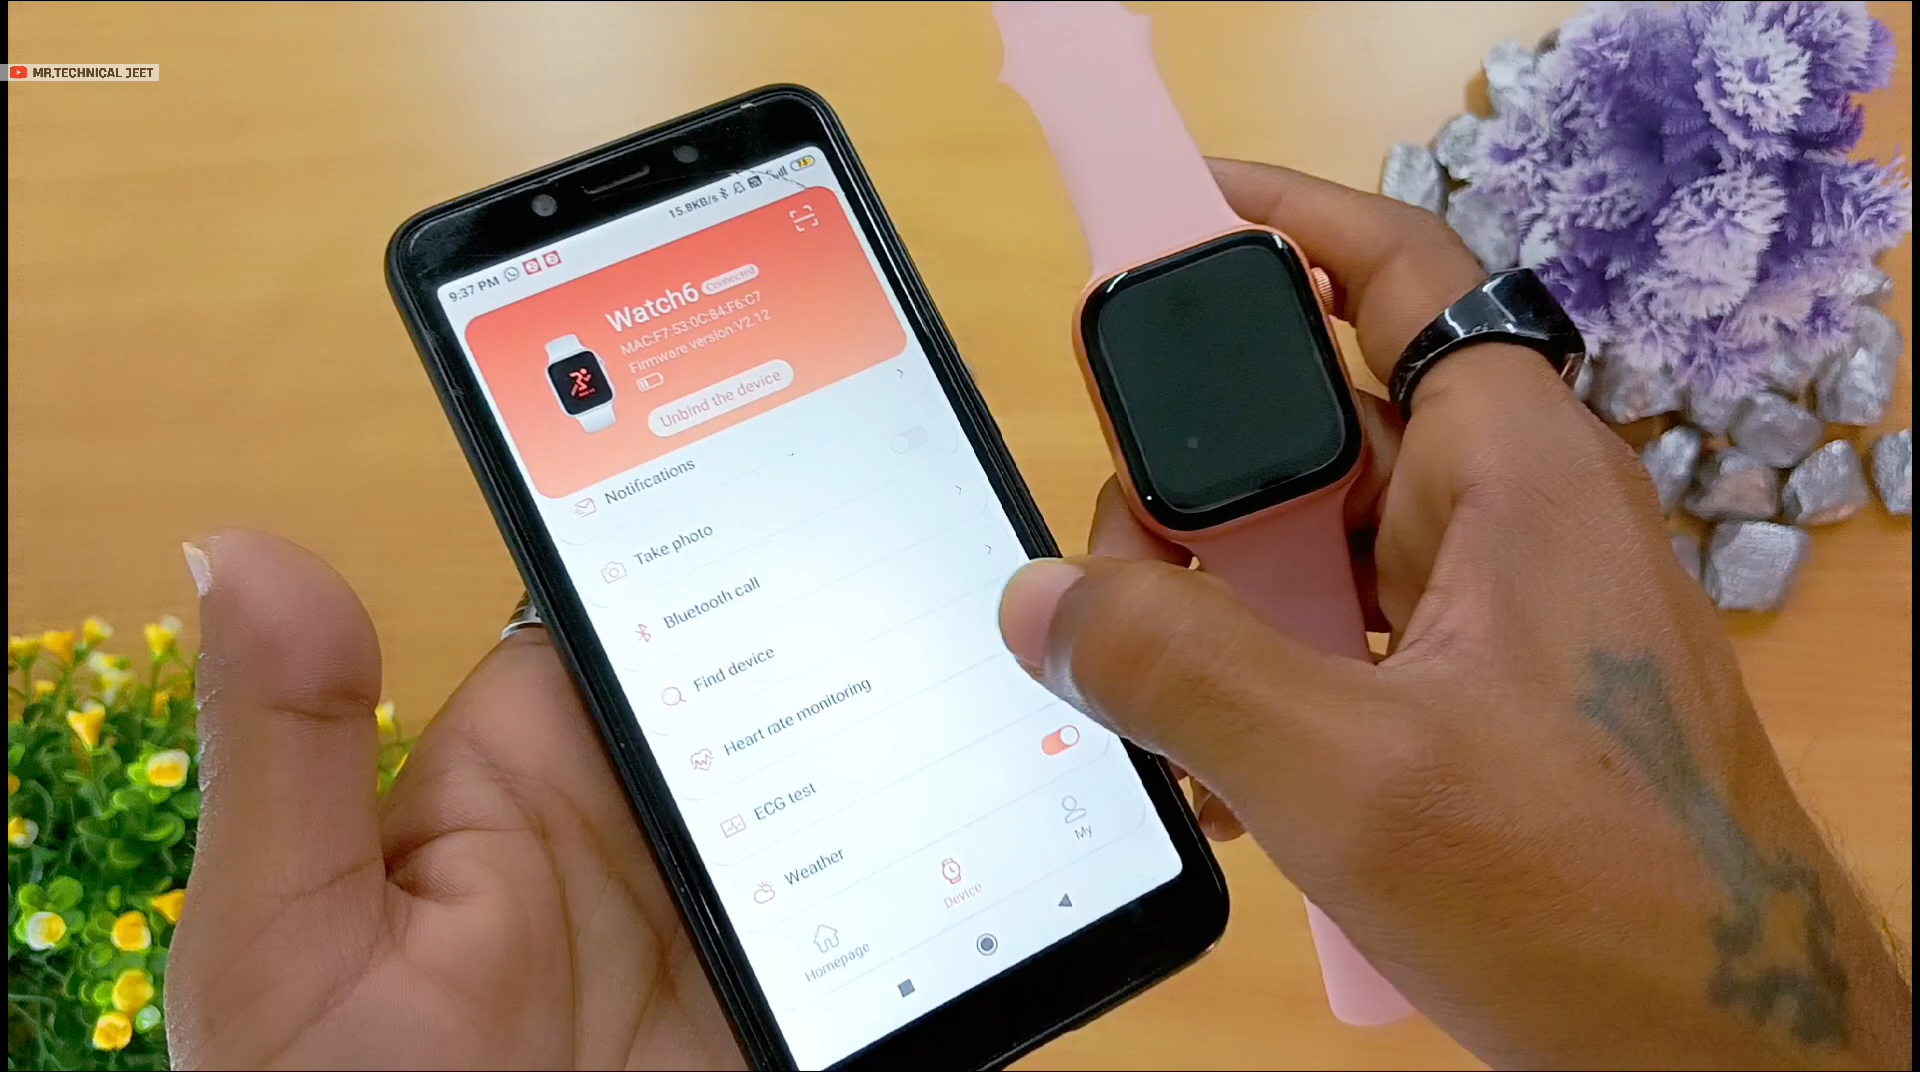 MR.TECHNICAL JEET
9:37 PM
15.8KB/s
Watch6 Connected
MAC:F7:53:0C:84:F6:C7
Firmware version:V2.12
Unbind the device
Notifications
Take photo
Bluetooth call
Find device
Heart rate monitoring
ECG test
Weather
Homepage
Device
My